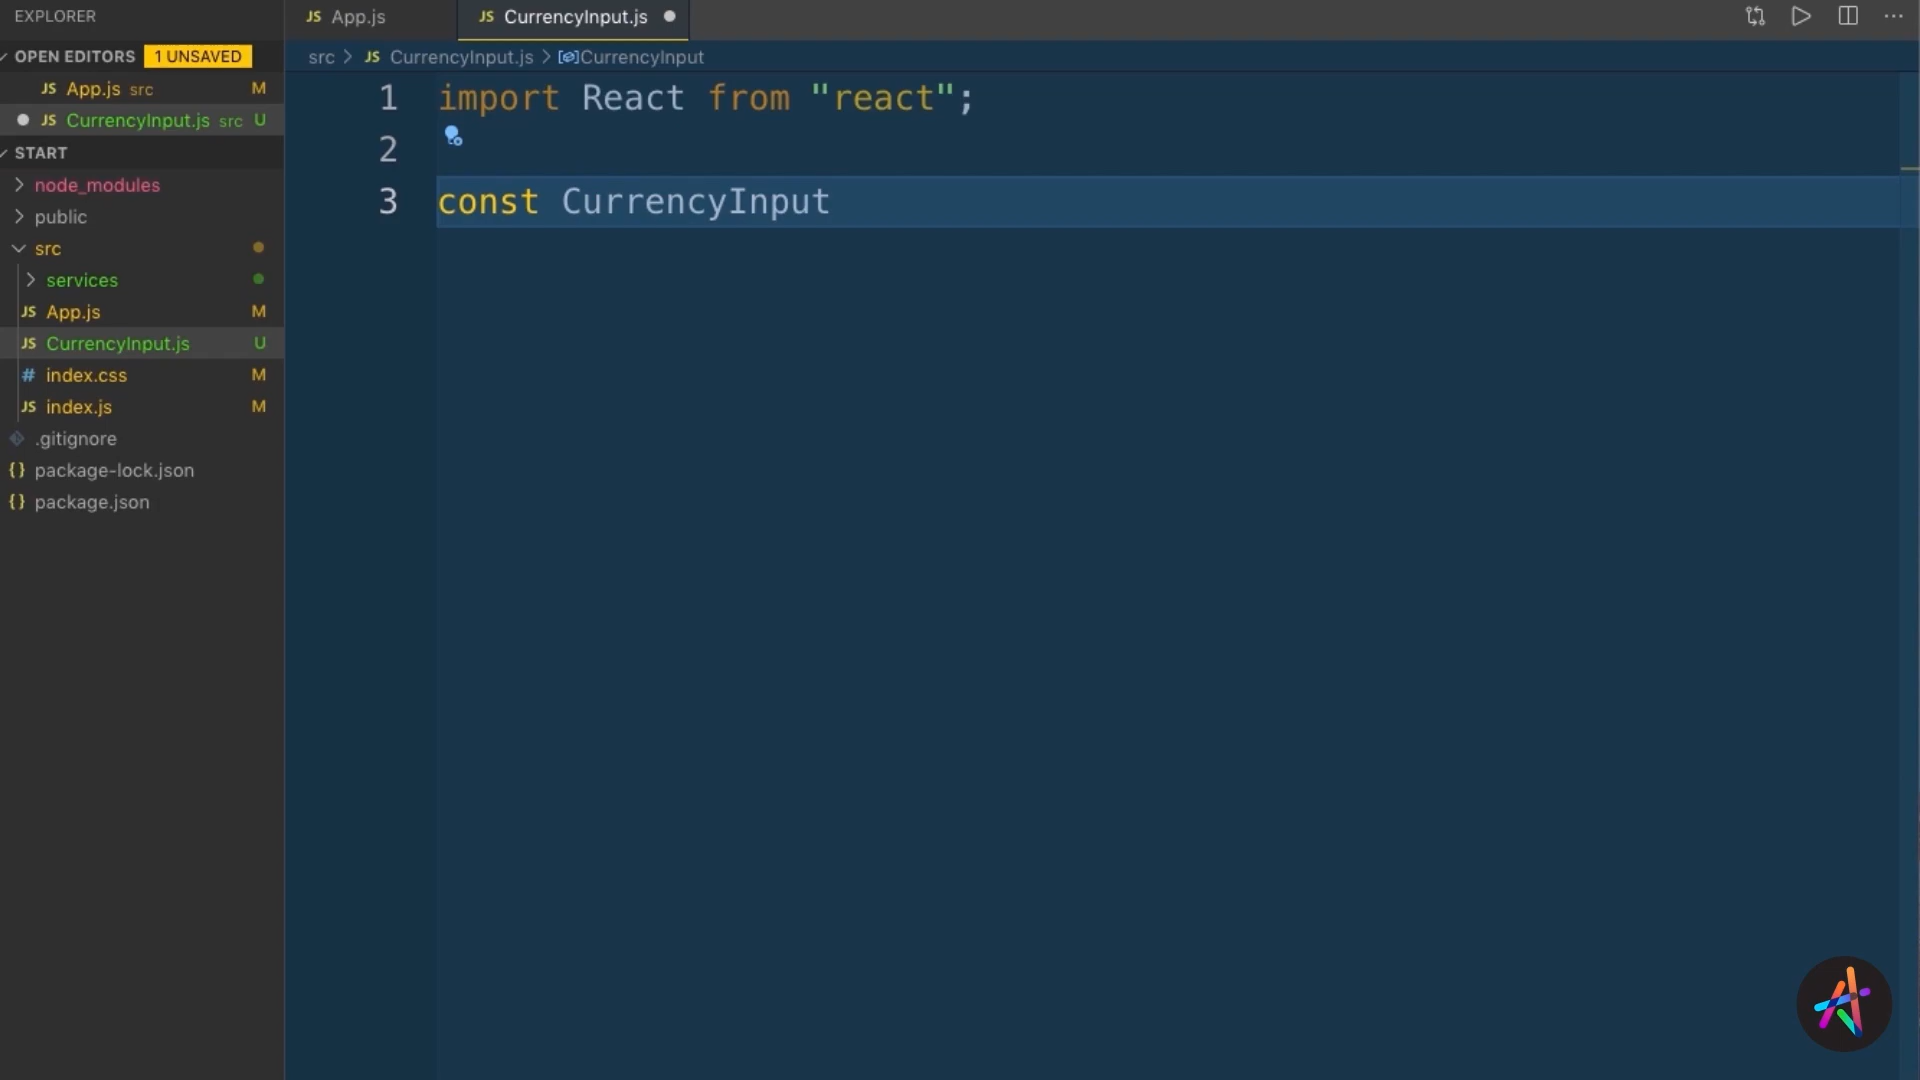 EXPLORER
OPEN EDITORS 1 UNSAVED
JS App.js src M
JS CurrencyInput.js src U
START
node_modules
public
src
services
JS App.js M
JS CurrencyInput.js U
# index.css M
JS index.js M
.gitignore
{} package-lock.json
{} package.json
JS App.js
JS CurrencyInput.js
src > JS CurrencyInput.js > CurrencyInput
1 import React from "react";
2
3 const CurrencyInput